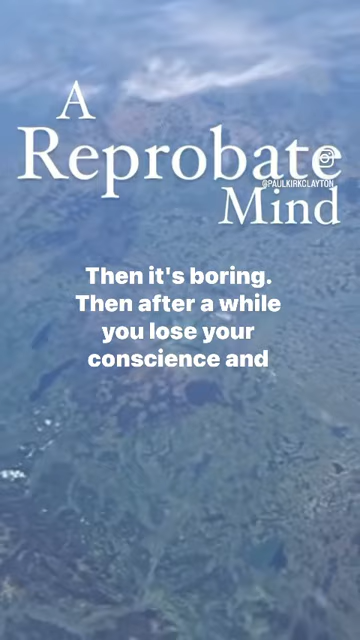 A
Reprobate
@PAULKIRKCLAYTON
Mind
Then it's boring.
Then after a while
you lose your
conscience and